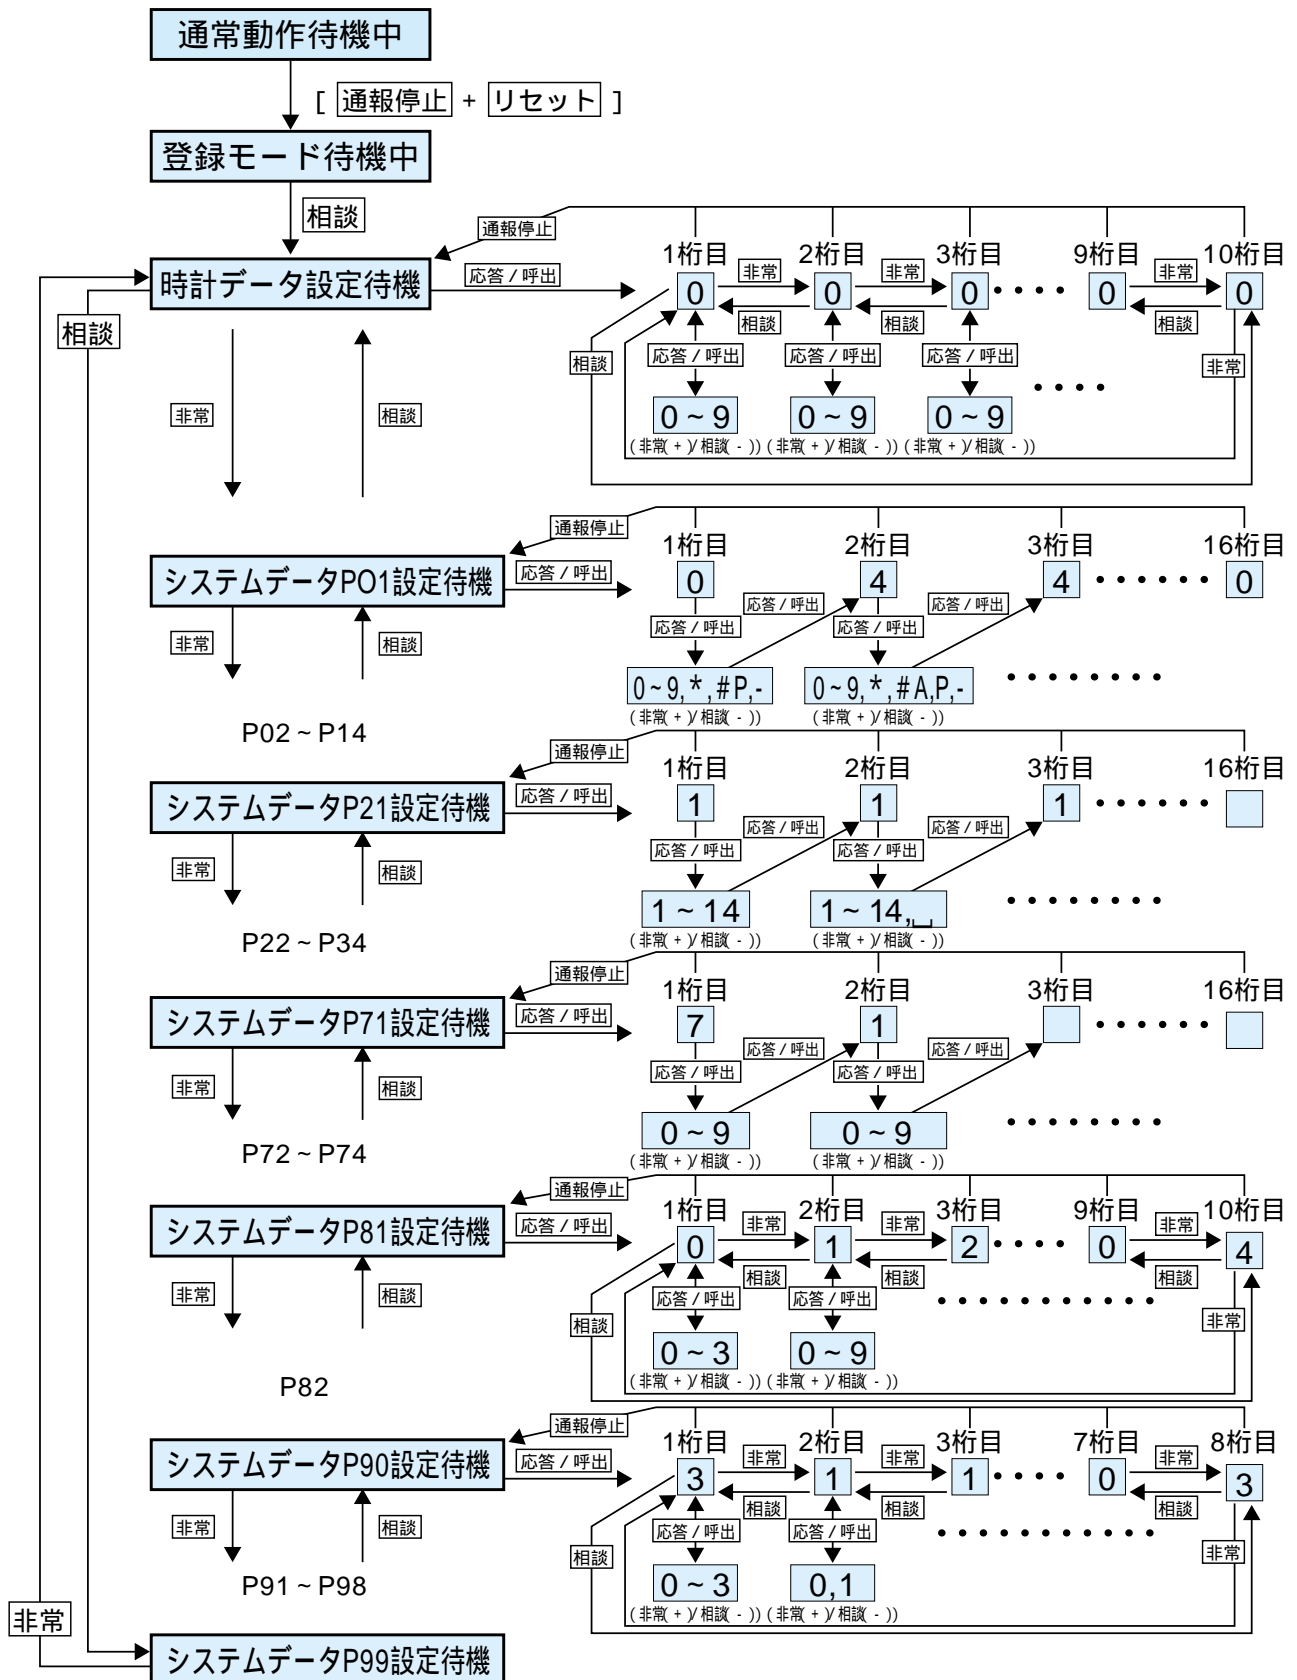 通常動作待機中
[ 通報停止 + リセット ]
登録モード待機中
相談
通報停止
1桁目 2桁目 3桁目 9桁目 10桁目
時計データ設定待機 応答 / 呼出 0 非常 0 非常 0 ・・・・ 0 非常 0
相談 相談 相談 相談
相談 応答 / 呼出 応答 / 呼出 応答 / 呼出 非常
・・・・
非常 相談 0 ~ 9 0 ~ 9 0 ~ 9
(非常( + )/ 相談( - )) (非常( + )/ 相談( - )) (非常( + )/ 相談( - ))
通報停止
1桁目 2桁目 3桁目 16桁目
システムデータPO1設定待機 応答 / 呼出 0 4 4 ・・・・・・ 0
応答 / 呼出 応答 / 呼出
非常 相談 応答 / 呼出 応答 / 呼出
0 ~ 9, *, # P,- 0 ~ 9, *, # A,P,- ・・・・・・・・
(非常( + )/ 相談( - )) (非常( + )/ 相談( - ))
P02 ~ P14
通報停止
1桁目 2桁目 3桁目 16桁目
システムデータP21設定待機 応答 / 呼出 1 1 1 ・・・・・・
応答 / 呼出 応答 / 呼出
非常 相談 応答 / 呼出 応答 / 呼出
1 ~ 14 1 ~ 14,␣ ・・・・・・・・
(非常( + )/ 相談( - )) (非常( + )/ 相談( - ))
P22 ~ P34
通報停止
1桁目 2桁目 3桁目 16桁目
システムデータP71設定待機 応答 / 呼出 7 1 ・・・・・・
応答 / 呼出 応答 / 呼出
非常 相談 応答 / 呼出 応答 / 呼出
0 ~ 9 0 ~ 9 ・・・・・・・・
(非常( + )/ 相談( - )) (非常( + )/ 相談( - ))
P72 ~ P74
通報停止
1桁目 2桁目 3桁目 9桁目 10桁目
システムデータP81設定待機 応答 / 呼出 0 非常 1 非常 2 ・・・・ 0 非常 4
相談 相談 相談
非常 相談 応答 / 呼出 応答 / 呼出 ・・・・・・・・・・・
相談 非常
0 ~ 3 0 ~ 9
(非常( + )/ 相談( - )) (非常( + )/ 相談( - ))
P82
通報停止
1桁目 2桁目 3桁目 7桁目 8桁目
システムデータP90設定待機 応答 / 呼出 3 非常 1 非常 1 ・・・・ 0 非常 3
相談 相談 相談
非常 相談 応答 / 呼出 応答 / 呼出 ・・・・・・・・・・・
相談 非常
0 ~ 3 0,1
(非常( + )/ 相談( - )) (非常( + )/ 相談( - ))
P91 ~ P98
非常
システムデータP99設定待機